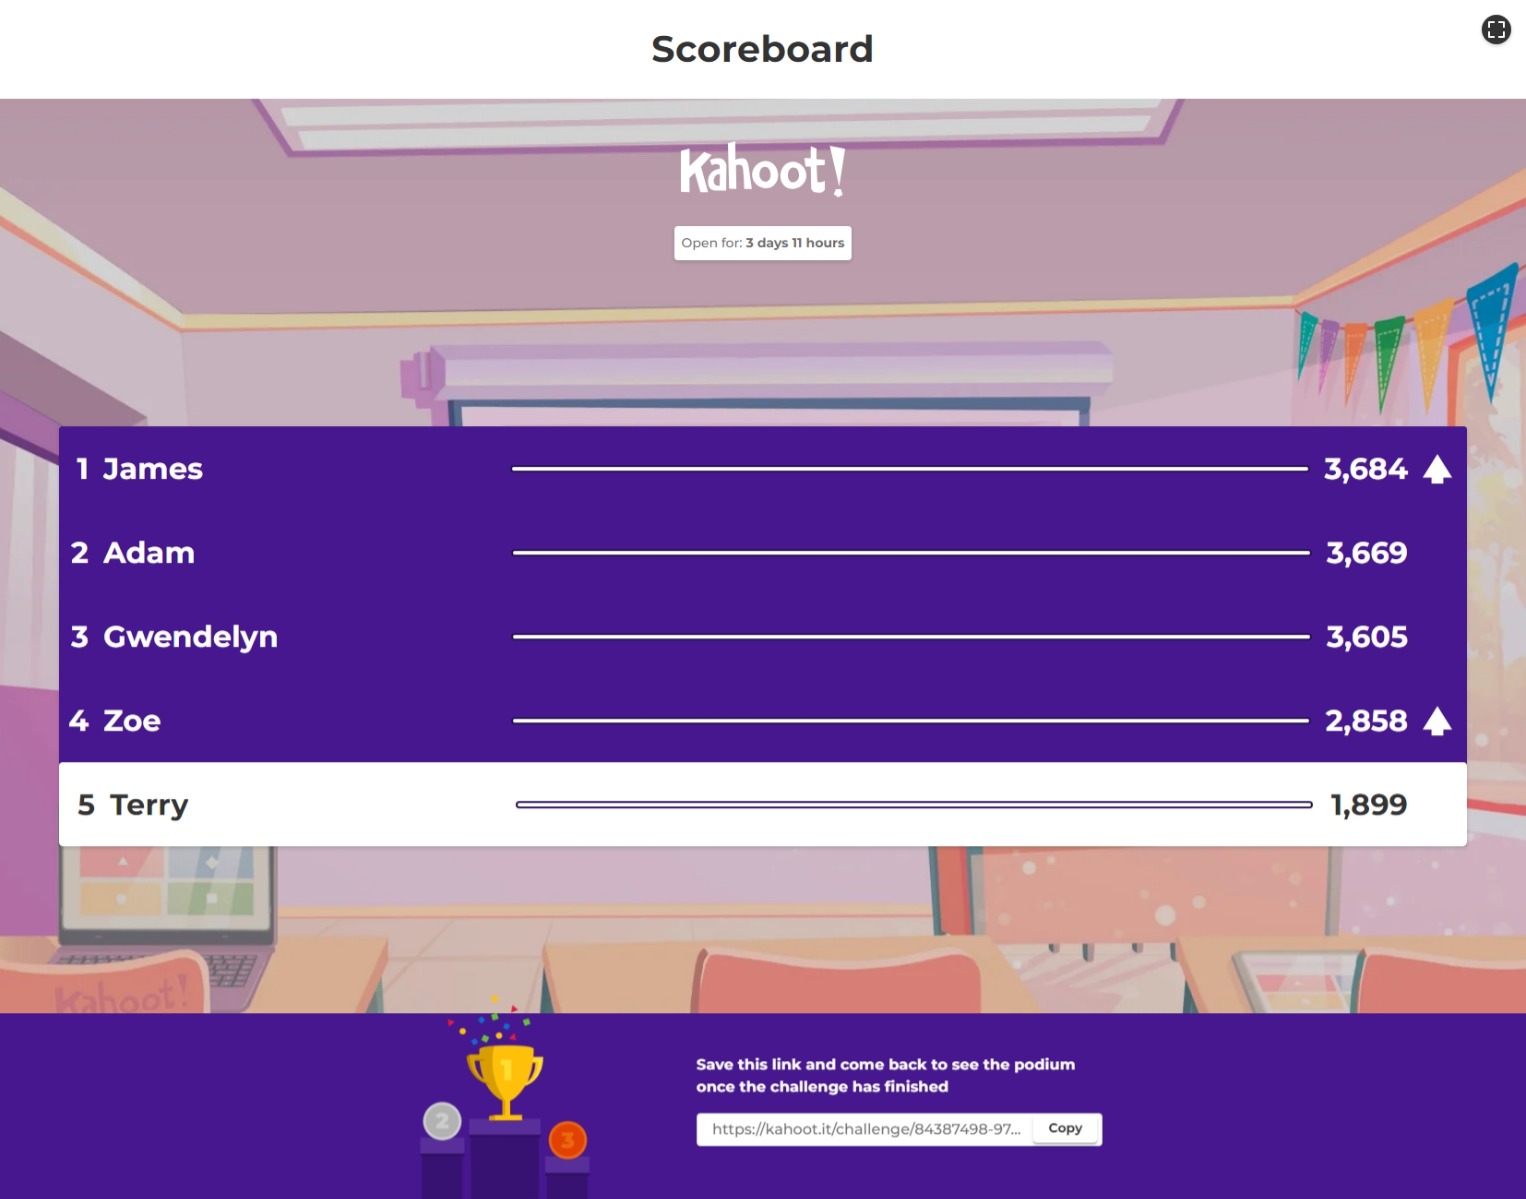 Scoreboard
Kahoot!
Open for: 3 days 11 hours
1 James 3,684
2 Adam 3,669
3 Gwendelyn 3,605
4 Zoe 2,858
5 Terry 1,899
Kahoot!
1
2
3
Save this link and come back to see the podium
once the challenge has finished
https://kahoot.it/challenge/84387498-97... Copy